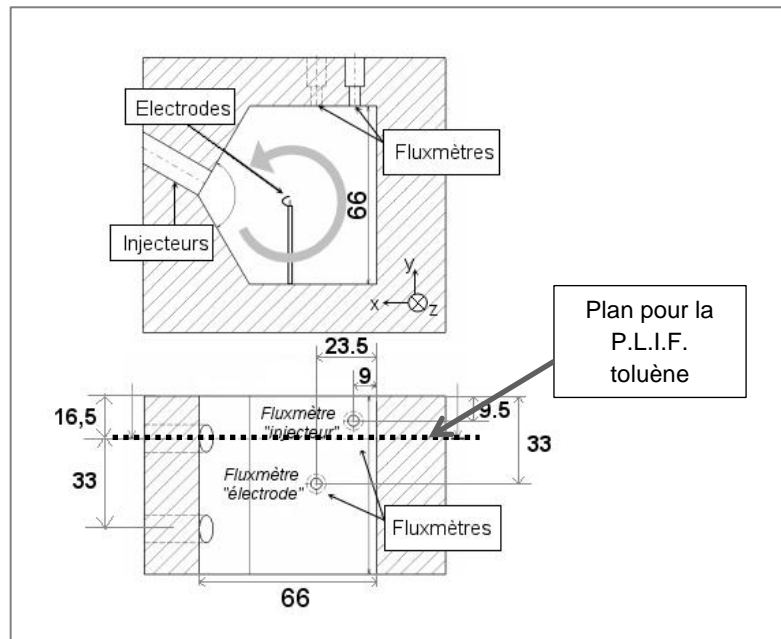 Electrodes
Fluxmètres
66
Injecteurs
y
x
z
Plan pour la
P.L.I.F.
toluène
23.5
9
16,5
Fluxmètre
"injecteur"
9.5
33
33
Fluxmètre
"électrode"
Fluxmètres
66